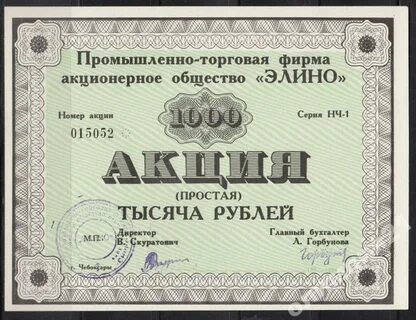 Промышленно-торговая фирма
акционерное общество «ЭЛИНО»
Номер акции
015052
1000
Серия НЧ-1
АКЦИЯ
(ПРОСТАЯ)
ТЫСЯЧА РУБЛЕЙ
М.П.
Директор
В. Скуратович
Главный бухгалтер
Л. Горбунова
г. Чебоксары